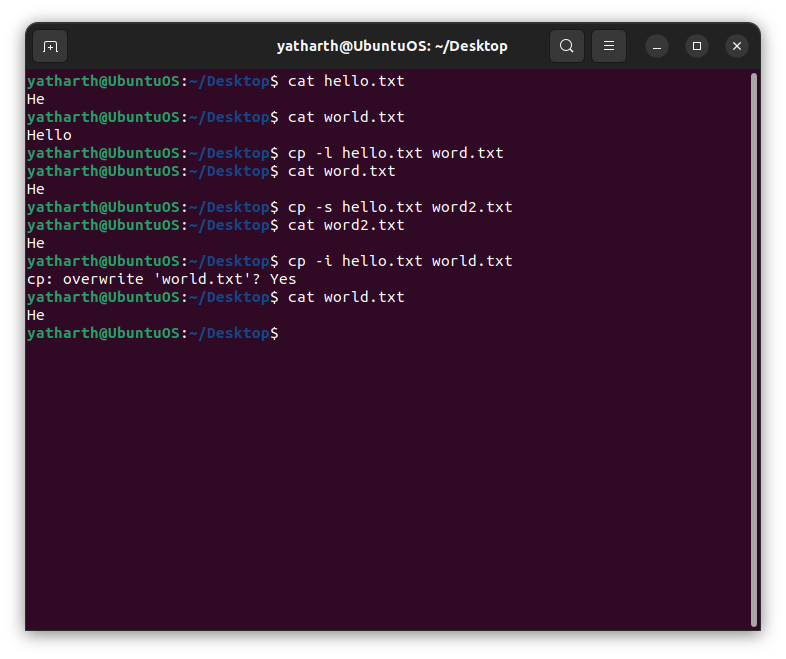 yatharth@UbuntuOS: ~/Desktop
yatharth@UbuntuOS:~/Desktop$ cat hello.txt
He
yatharth@UbuntuOS:~/Desktop$ cat world.txt
Hello
yatharth@UbuntuOS:~/Desktop$ cp -l hello.txt word.txt
yatharth@UbuntuOS:~/Desktop$ cat word.txt
He
yatharth@UbuntuOS:~/Desktop$ cp -s hello.txt word2.txt
yatharth@UbuntuOS:~/Desktop$ cat word2.txt
He
yatharth@UbuntuOS:~/Desktop$ cp -i hello.txt world.txt
cp: overwrite 'world.txt'? Yes
yatharth@UbuntuOS:~/Desktop$ cat world.txt
He
yatharth@UbuntuOS:~/Desktop$